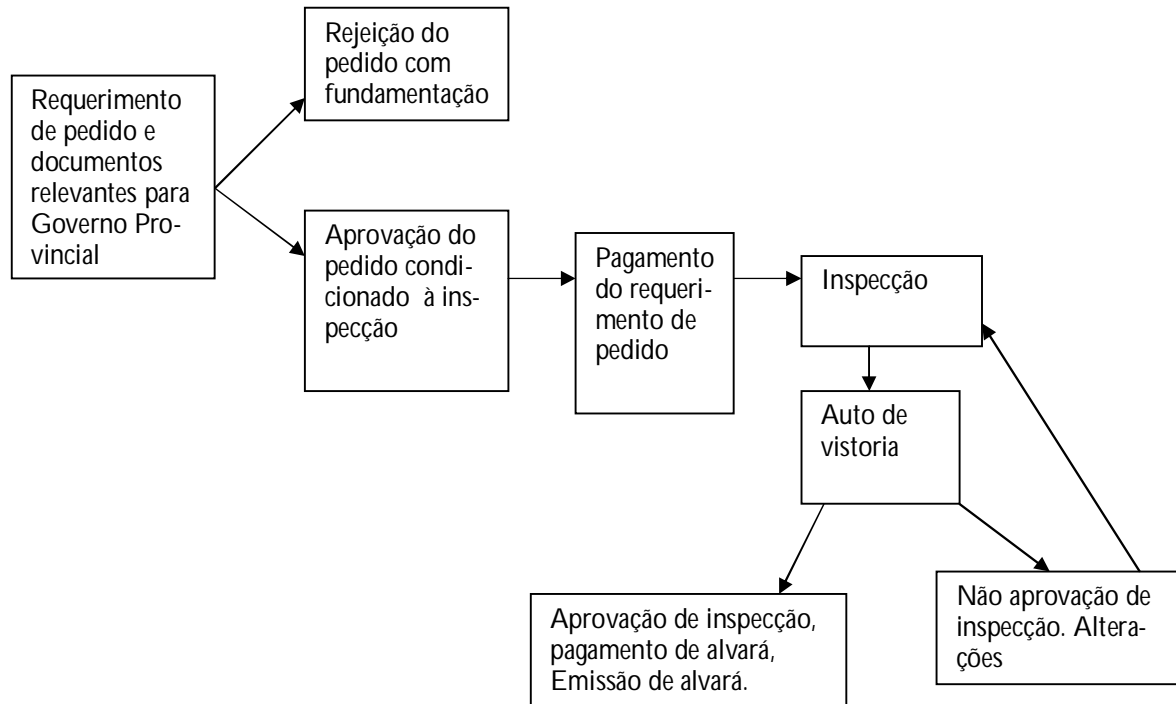 Rejeição do
pedido com
fundamentação
Requerimento
de pedido e
documentos
relevantes para
Governo Pro-
vincial
Aprovação do
pedido condi-
cionado à ins-
pecção
Pagamento
do requeri-
mento de
pedido
Inspecção
Auto de
vistoria
Aprovação de inspecção,
pagamento de alvará,
Emissão de alvará.
Não aprovação de
inspecção. Altera-
ções